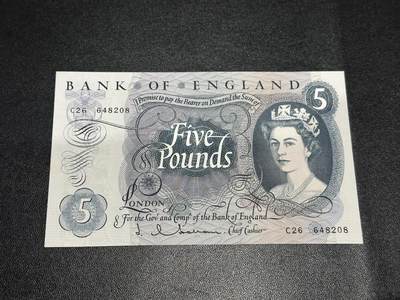 BANK OF ENGLAND
I Promise to pay the Bearer on Demand the Sum of
5
C26 648208
Five
Pounds
LONDON
5
For the Gov.r and Comp.a of the Bank of England
C26 648208
Chief Cashier